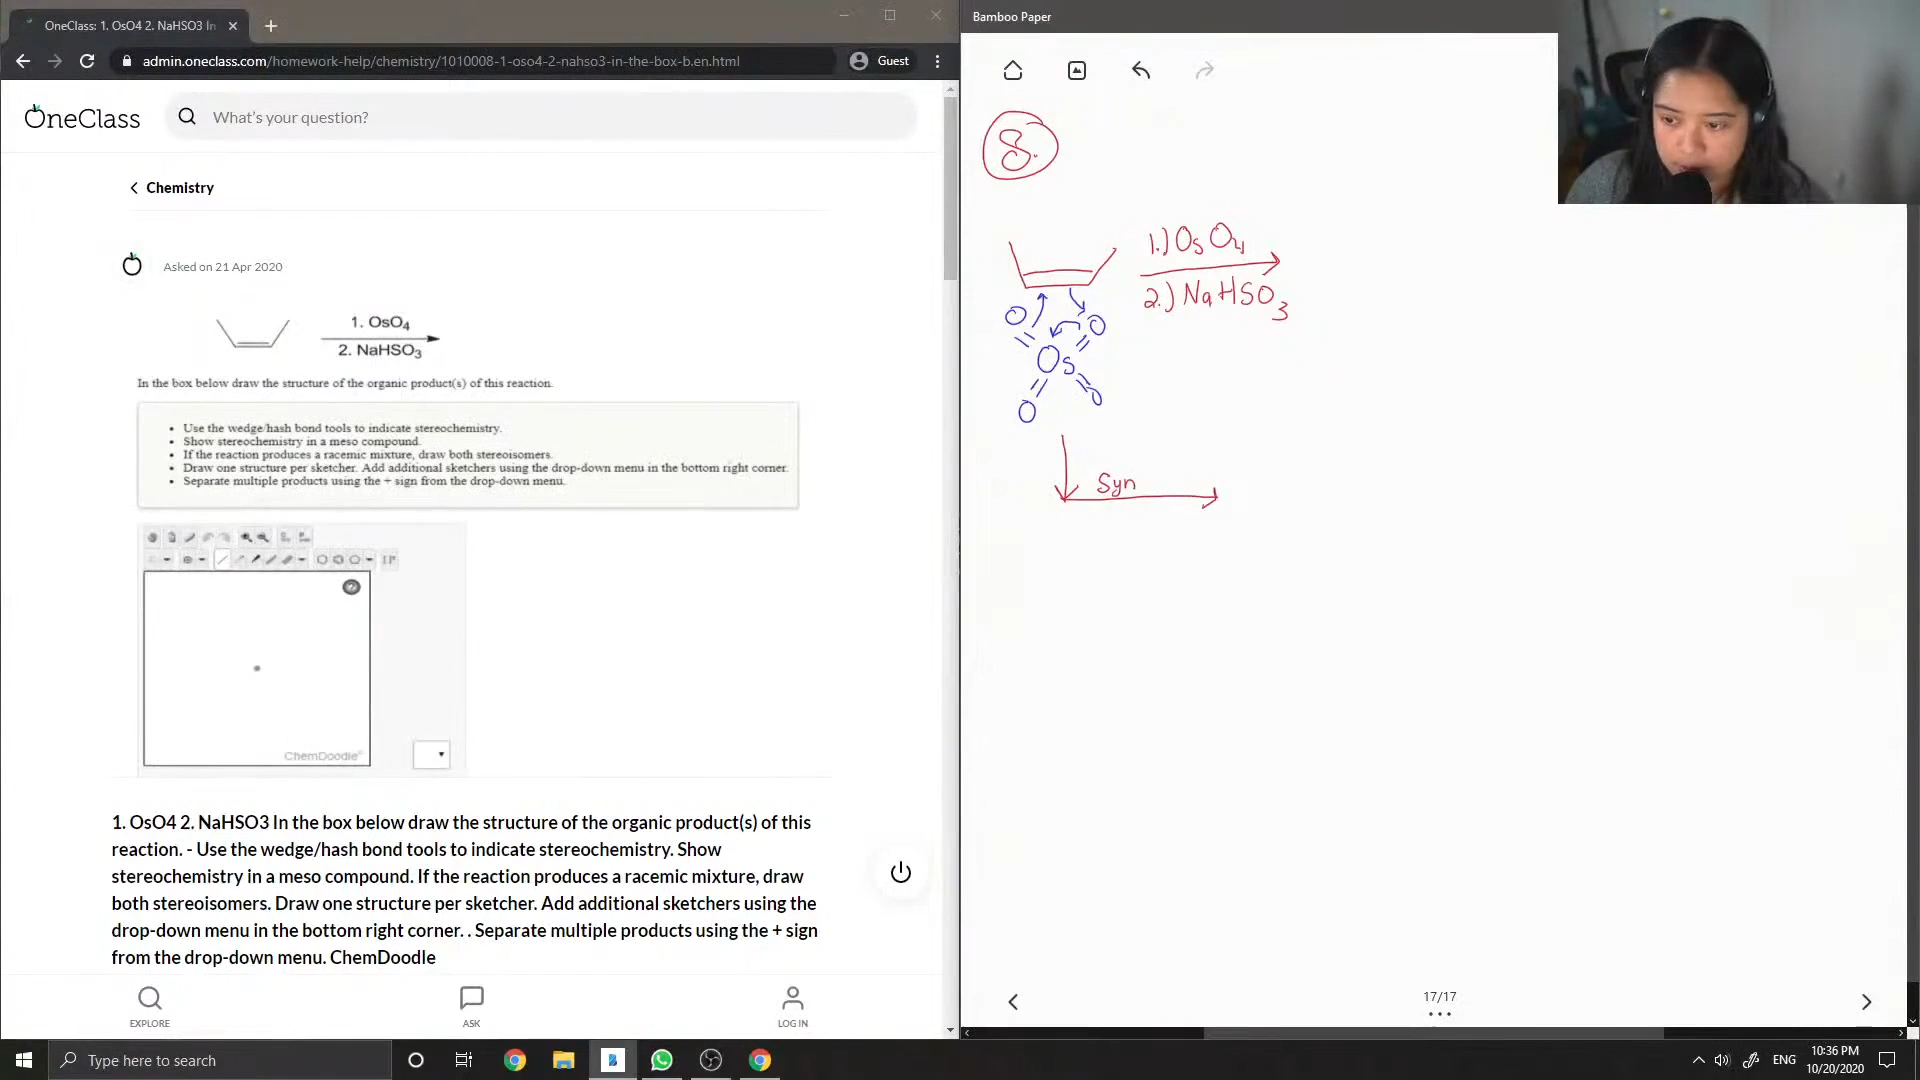 OneClass: 1. OsO4 2. NaHSO3 In
admin.oneclass.com/homework-help/chemistry/1010008-1-oso4-2-nahso3-in-the-box-b.en.html
Guest
OneClass
What's your question?
Chemistry
Asked on 21 Apr 2020
1. OsO4
2. NaHSO3
In the box below draw the structure of the organic product(s) of this reaction.
• Use the wedge/hash bond tools to indicate stereochemistry.
• Show stereochemistry in a meso compound.
• If the reaction produces a racemic mixture, draw both stereoisomers.
• Draw one structure per sketcher. Add additional sketchers using the drop-down menu in the bottom right corner.
• Separate multiple products using the + sign from the drop-down menu.
ChemDoodle
1. OsO4 2. NaHSO3 In the box below draw the structure of the organic product(s) of this
reaction. - Use the wedge/hash bond tools to indicate stereochemistry. Show
stereochemistry in a meso compound. If the reaction produces a racemic mixture, draw
both stereoisomers. Draw one structure per sketcher. Add additional sketchers using the
drop-down menu in the bottom right corner. . Separate multiple products using the + sign
from the drop-down menu. ChemDoodle
EXPLORE
ASK
LOG IN
Bamboo Paper
8.
1.) OsO4
2.) NaHSO3
O O
Os
O O
Syn
17/17
Type here to search
ENG
10:36 PM
10/20/2020